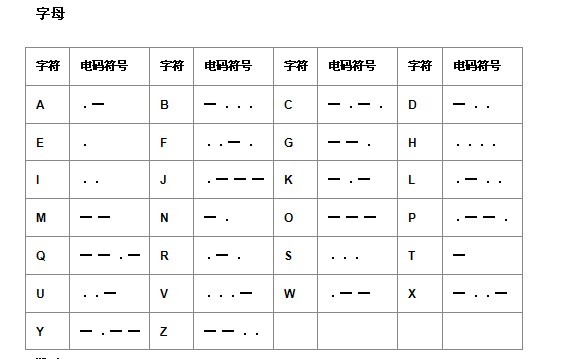 字母
字符 电码符号 字符 电码符号 字符 电码符号 字符 电码符号
A .— B —... C —.—. D —..
E . F ..—. G ——. H ....
I .. J .——— K —.— L .—..
M —— N —. O ——— P .——.
Q ——.— R .—. S ... T —
U ..— V ...— W .—— X —..—
Y —.—— Z ——..